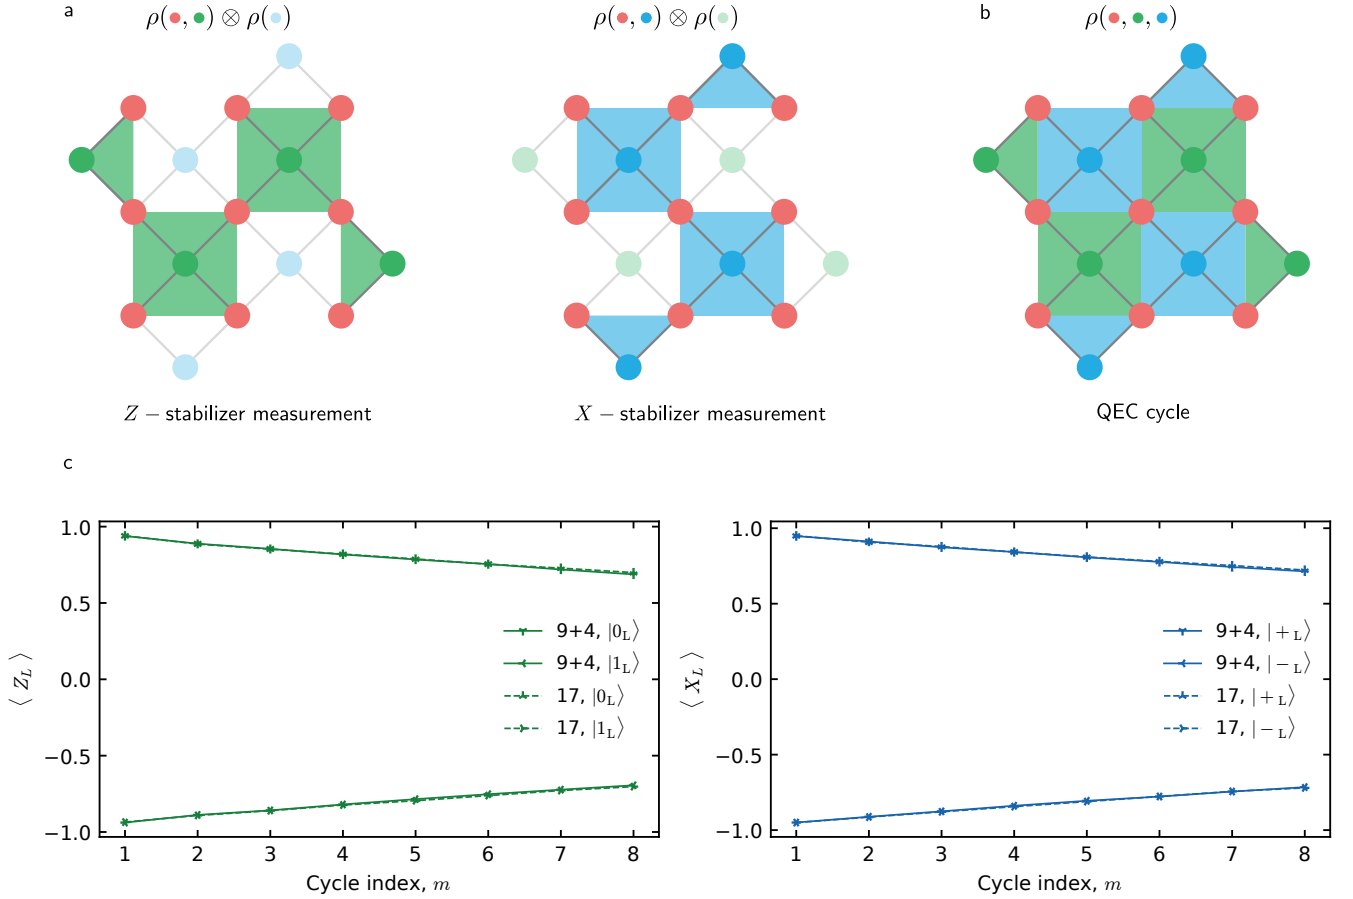 a
ρ(●, ●) ⊗ ρ(●)
ρ(●, ●) ⊗ ρ(●)
b
ρ(●, ●, ●)
Z − stabilizer measurement
X − stabilizer measurement
QEC cycle
c
1.0
0.5
0.0
−0.5
−1.0
⟨ Z_L ⟩
9+4, |0_L⟩
9+4, |1_L⟩
17, |0_L⟩
17, |1_L⟩
1 2 3 4 5 6 7 8
Cycle index, m
1.0
0.5
0.0
−0.5
−1.0
⟨ X_L ⟩
9+4, |+_L⟩
9+4, |−_L⟩
17, |+_L⟩
17, |−_L⟩
1 2 3 4 5 6 7 8
Cycle index, m